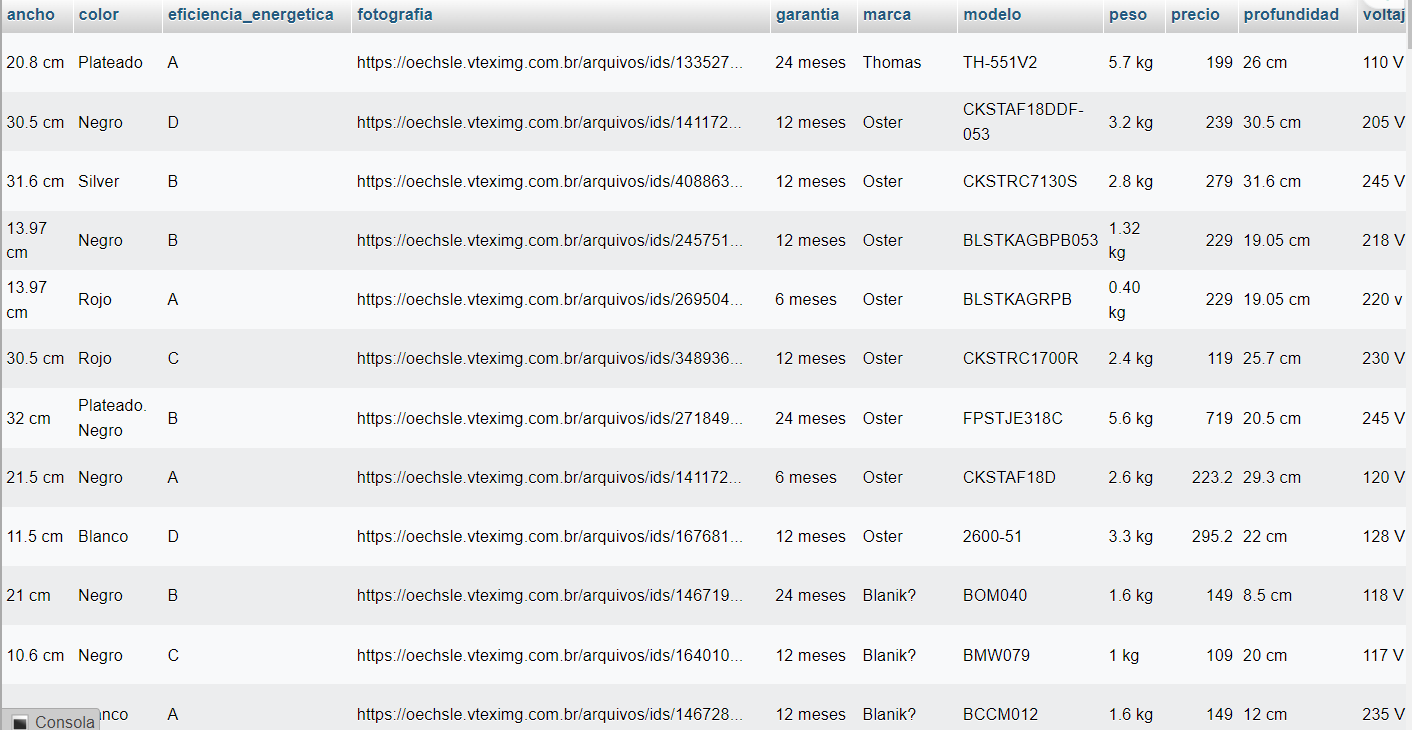 ancho color eficiencia_energetica fotografia garantia marca modelo peso precio profundidad voltaj
20.8 cm Plateado A https://oechsle.vteximg.com.br/arquivos/ids/133527... 24 meses Thomas TH-551V2 5.7 kg 199 26 cm 110 V
30.5 cm Negro D https://oechsle.vteximg.com.br/arquivos/ids/141172... 12 meses Oster CKSTAF18DDF-
053 3.2 kg 239 30.5 cm 205 V
31.6 cm Silver B https://oechsle.vteximg.com.br/arquivos/ids/408863... 12 meses Oster CKSTRC7130S 2.8 kg 279 31.6 cm 245 V
13.97
cm Negro B https://oechsle.vteximg.com.br/arquivos/ids/245751... 12 meses Oster BLSTKAGBPB053 1.32
kg 229 19.05 cm 218 V
13.97
cm Rojo A https://oechsle.vteximg.com.br/arquivos/ids/269504... 6 meses Oster BLSTKAGRPB 0.40
kg 229 19.05 cm 220 v
30.5 cm Rojo C https://oechsle.vteximg.com.br/arquivos/ids/348936... 12 meses Oster CKSTRC1700R 2.4 kg 119 25.7 cm 230 V
32 cm Plateado.
Negro B https://oechsle.vteximg.com.br/arquivos/ids/271849... 24 meses Oster FPSTJE318C 5.6 kg 719 20.5 cm 245 V
21.5 cm Negro A https://oechsle.vteximg.com.br/arquivos/ids/141172... 6 meses Oster CKSTAF18D 2.6 kg 223.2 29.3 cm 120 V
11.5 cm Blanco D https://oechsle.vteximg.com.br/arquivos/ids/167681... 12 meses Oster 2600-51 3.3 kg 295.2 22 cm 128 V
21 cm Negro B https://oechsle.vteximg.com.br/arquivos/ids/146719... 24 meses Blanik? BOM040 1.6 kg 149 8.5 cm 118 V
10.6 cm Negro C https://oechsle.vteximg.com.br/arquivos/ids/164010... 12 meses Blanik? BMW079 1 kg 109 20 cm 117 V
nco A https://oechsle.vteximg.com.br/arquivos/ids/146728... 12 meses Blanik? BCCM012 1.6 kg 149 12 cm 235 V
Consola